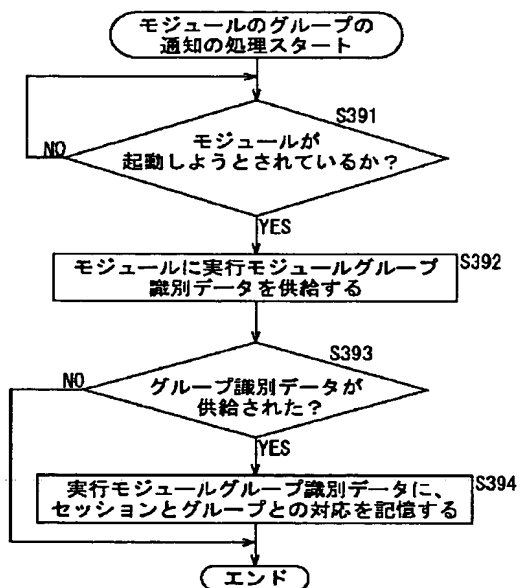 モジュールのグループの
通知の処理スタート
S391
モジュールが
起動しようとされているか?
NO
YES
モジュールに実行モジュールグループ
識別データを供給する
S392
S393
グループ識別データが
供給された?
NO
YES
実行モジュールグループ識別データに、
セッションとグループとの対応を記憶する
S394
エンド